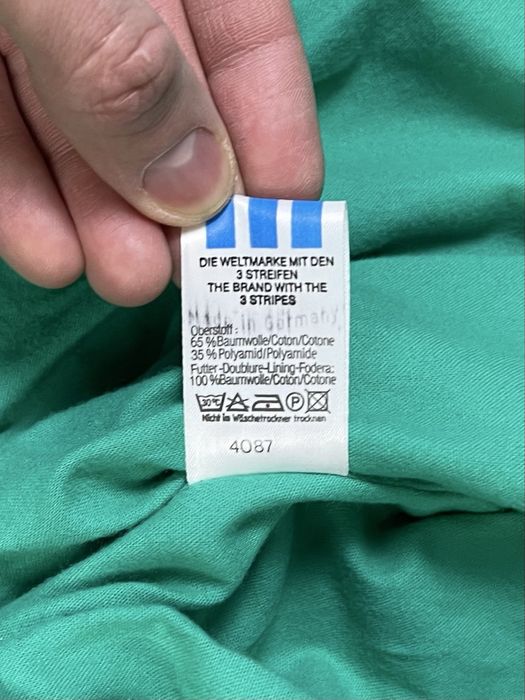 DIE WELTMARKE MIT DEN
3 STREIFEN
THE BRAND WITH THE
3 STRIPES
Made in Germany
Oberstoff :
65 % Baumwolle/Coton/Cotone
35 % Polyamid/Polyamide
Futter-Doublure-Lining-Fodera:
100 % Baumwolle/Coton/Cotone
30°C P
Nicht im Wäschetrockner trocknen
4087